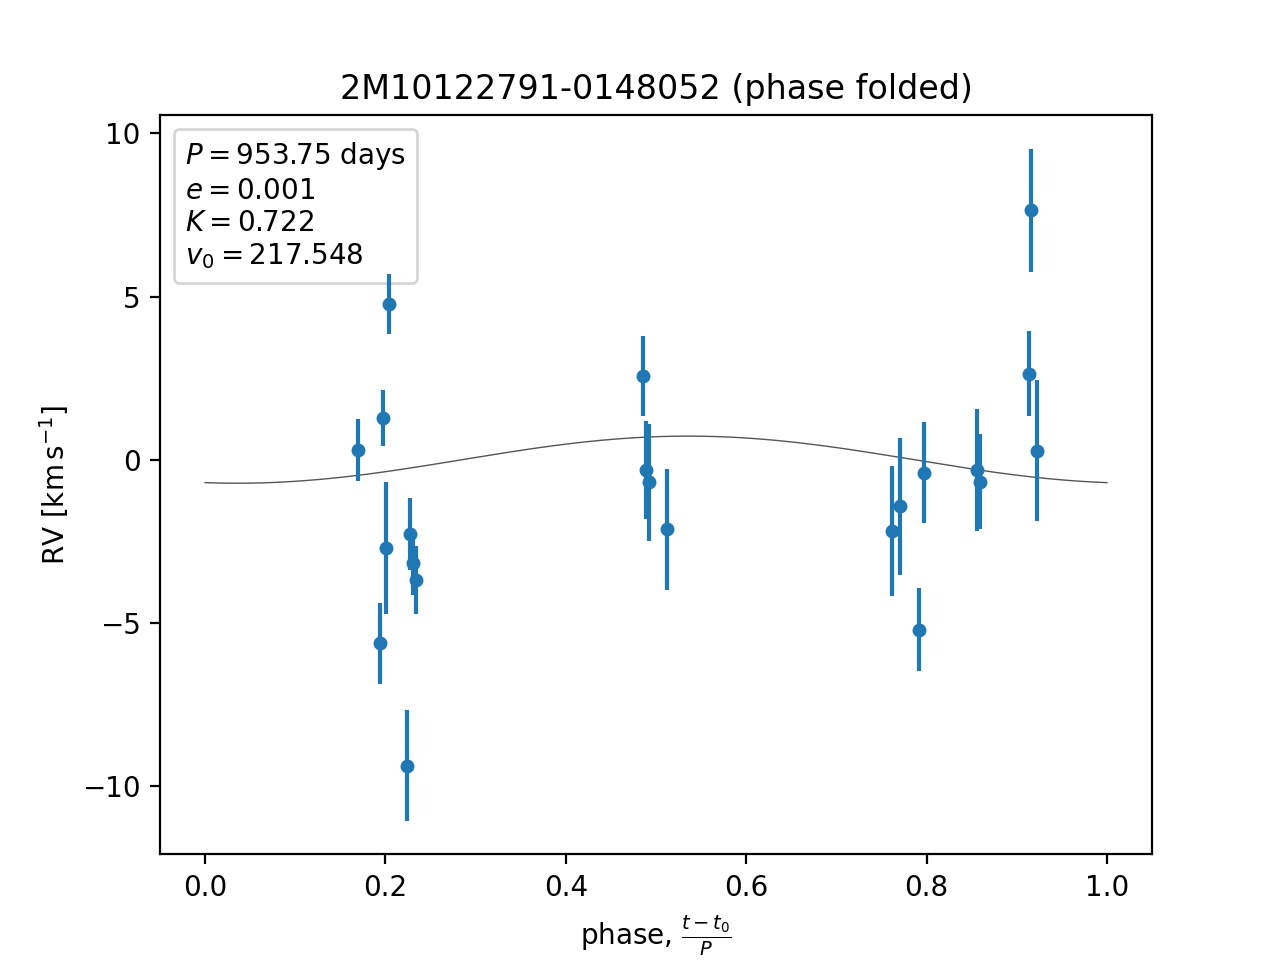 2M10122791-0148052 (phase folded)
P = 953.75 days
e = 0.001
K = 0.722
v₀ = 217.548
10
5
0
−5
−10
RV [km s⁻¹]
0.0 0.2 0.4 0.6 0.8 1.0
phase, (t − t₀)/P